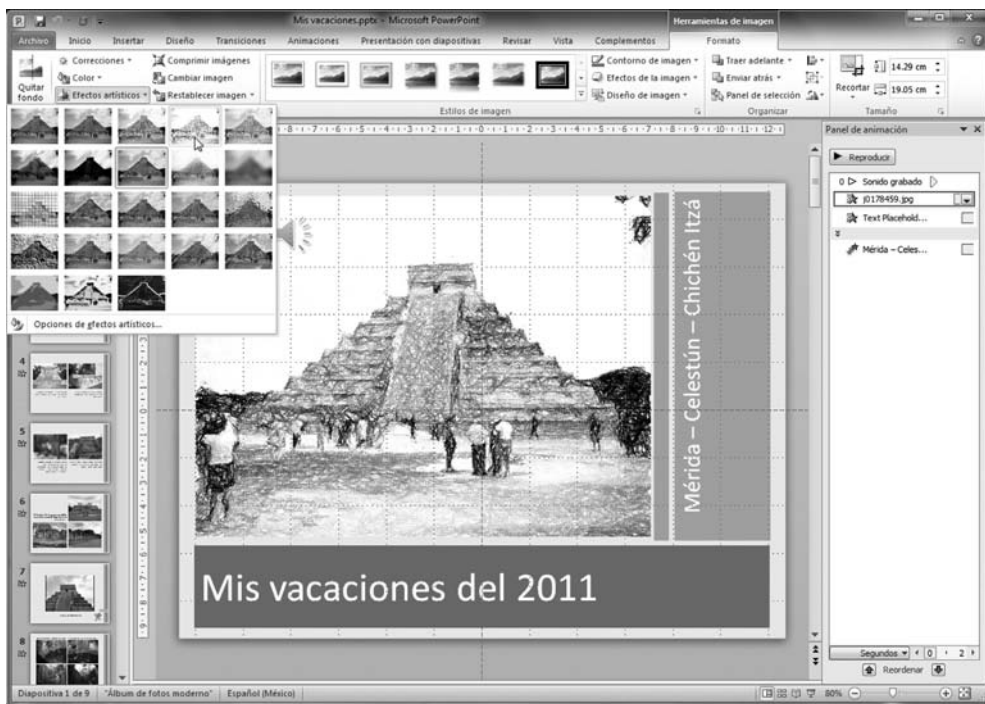 Mis vacaciones.pptx - Microsoft PowerPoint
Herramientas de imagen
Archivo Inicio Insertar Diseño Transiciones Animaciones Presentación con diapositivas Revisar Vista Complementos Formato
Quitar fondo
Correcciones
Color
Efectos artísticos
Comprimir imágenes
Cambiar imagen
Restablecer imagen
Contorno de imagen
Efectos de la imagen
Diseño de imagen
Estilos de imagen
Traer adelante
Enviar atrás
Panel de selección
Organizar
Recortar
14.29 cm
19.05 cm
Tamaño
Opciones de efectos artísticos...
4
5
6
7
8
Mérida – Celestún – Chichén Itzá
Mis vacaciones del 2011
Panel de animación
Reproducir
0 Sonido grabado
j0178459.jpg
Text Placehold...
Mérida – Celes...
Segundos 0 2
Reordenar
Diapositiva 1 de 9 "Álbum de fotos moderno" Español (México) 80%